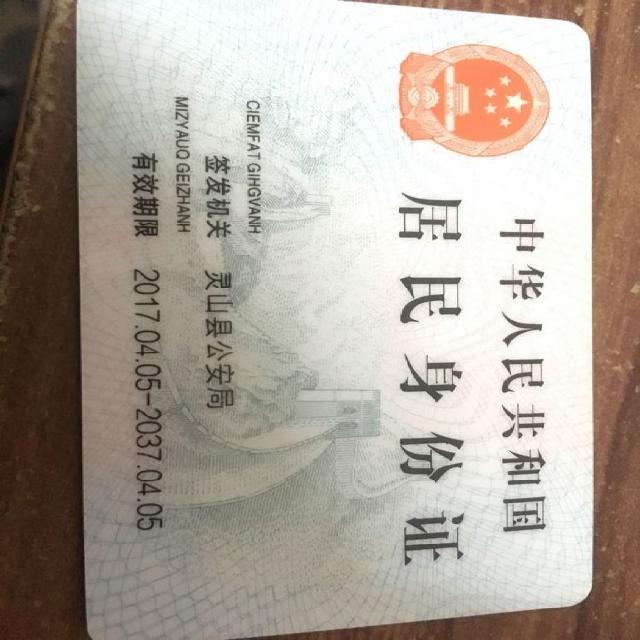 中华人民共和国
居民身份证
CIEMFAT GINGVANH
签发机关 灵山县公安局
MIZYAUQ GEIZHANH
有效期限 2017.04.05-2037.04.05